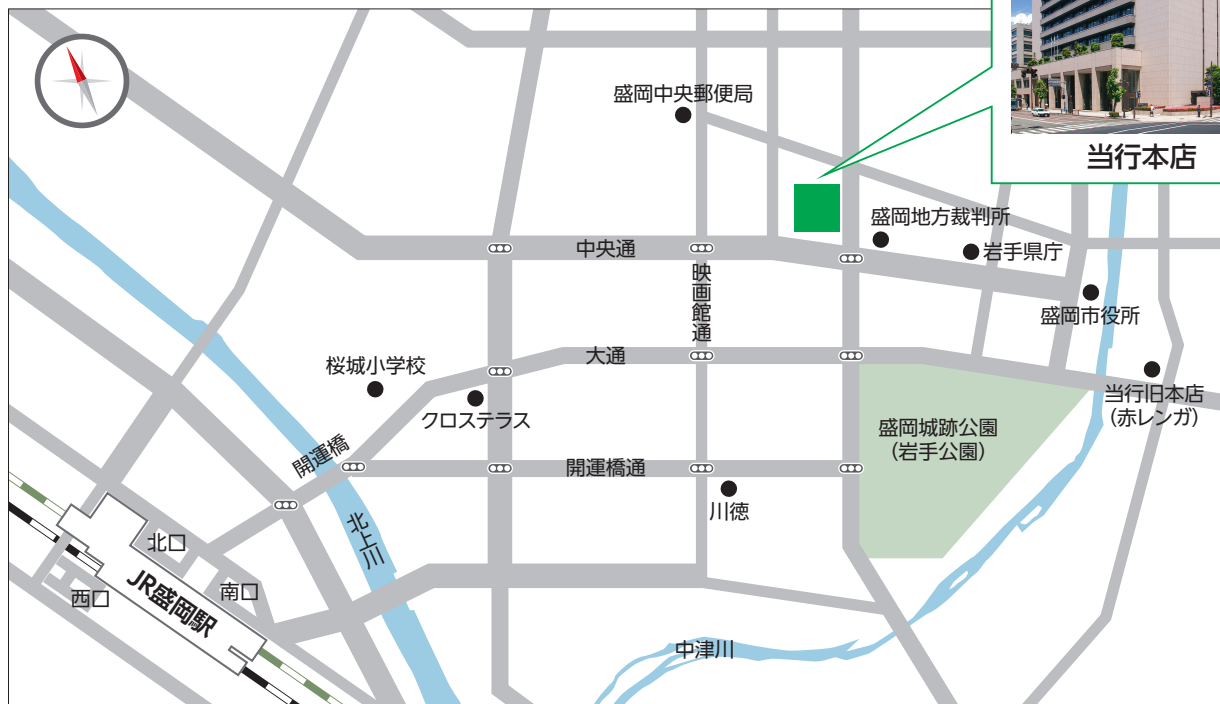 盛岡中央郵便局
当行本店
盛岡地方裁判所
岩手県庁
中央通
映画館通
盛岡市役所
大通
桜城小学校
クロステラス
当行旧本店
(赤レンガ)
盛岡城跡公園
(岩手公園)
開運橋
開運橋通
川徳
北上川
北口
南口
西口
JR盛岡駅
中津川